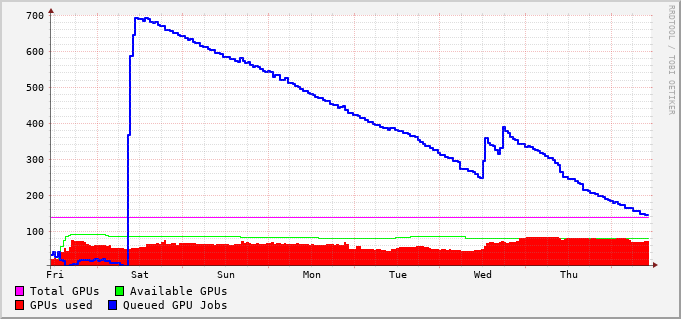 700
600
500
400
300
200
100
Fri Sat Sun Mon Tue Wed Thu
Total GPUs Available GPUs
GPUs used Queued GPU Jobs
RRDTOOL / TOBI OETIKER